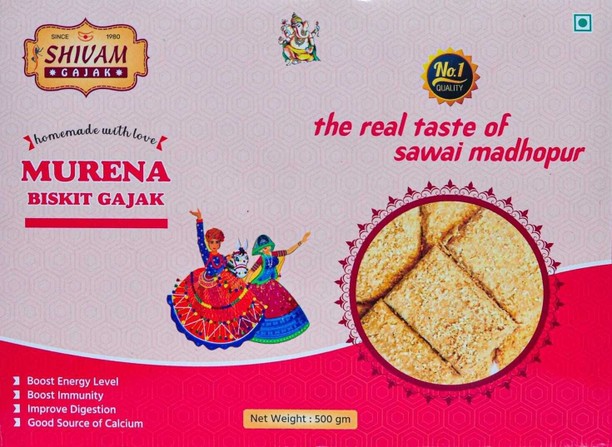 SINCE 1980
SHIVAM
GAJAK
No.1
QUALITY
homemade with love
MURENA
BISKIT GAJAK
the real taste of
sawai madhopur
Boost Energy Level
Boost Immunity
Improve Digestion
Good Source of Calcium
Net Weight : 500 gm